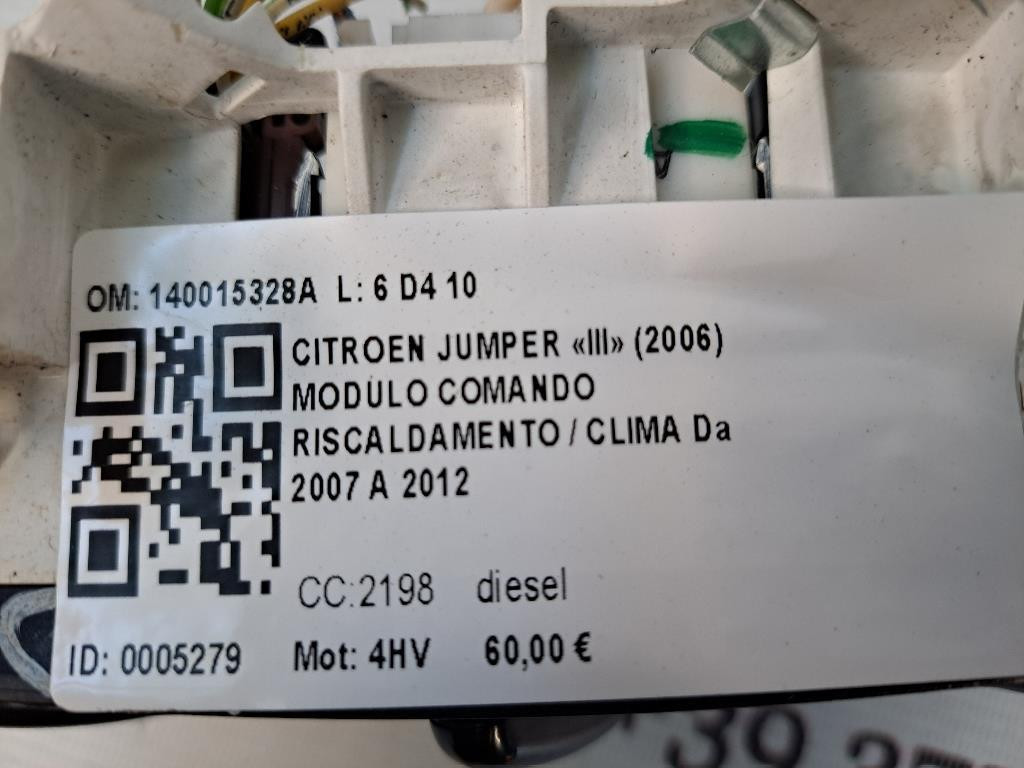 OM: 140015328A L: 6 D4 10
CITROEN JUMPER «III» (2006)
MODULO COMANDO
RISCALDAMENTO / CLIMA Da
2007 A 2012
CC:2198 diesel
ID: 0005279 Mot: 4HV 60,00 €
39